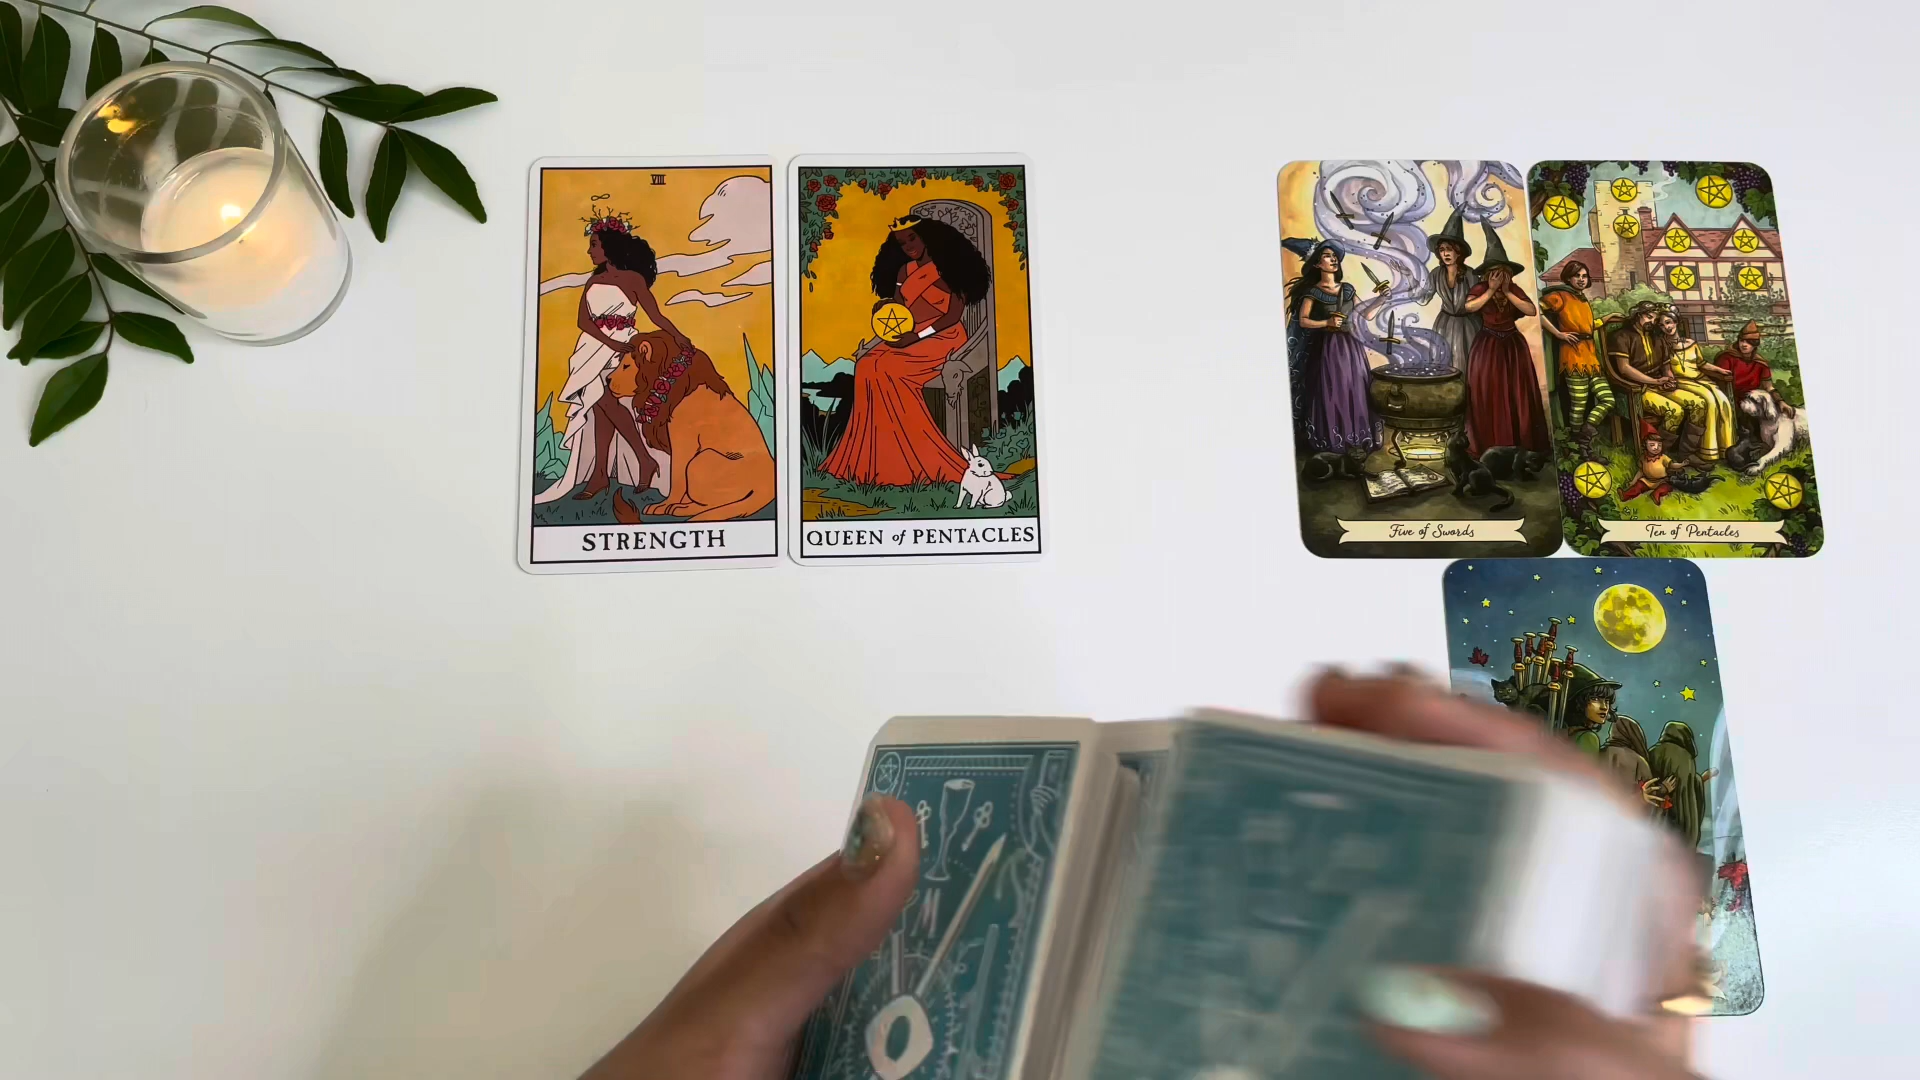 VIII
STRENGTH
QUEEN of PENTACLES
Five of Swords
Ten of Pentacles